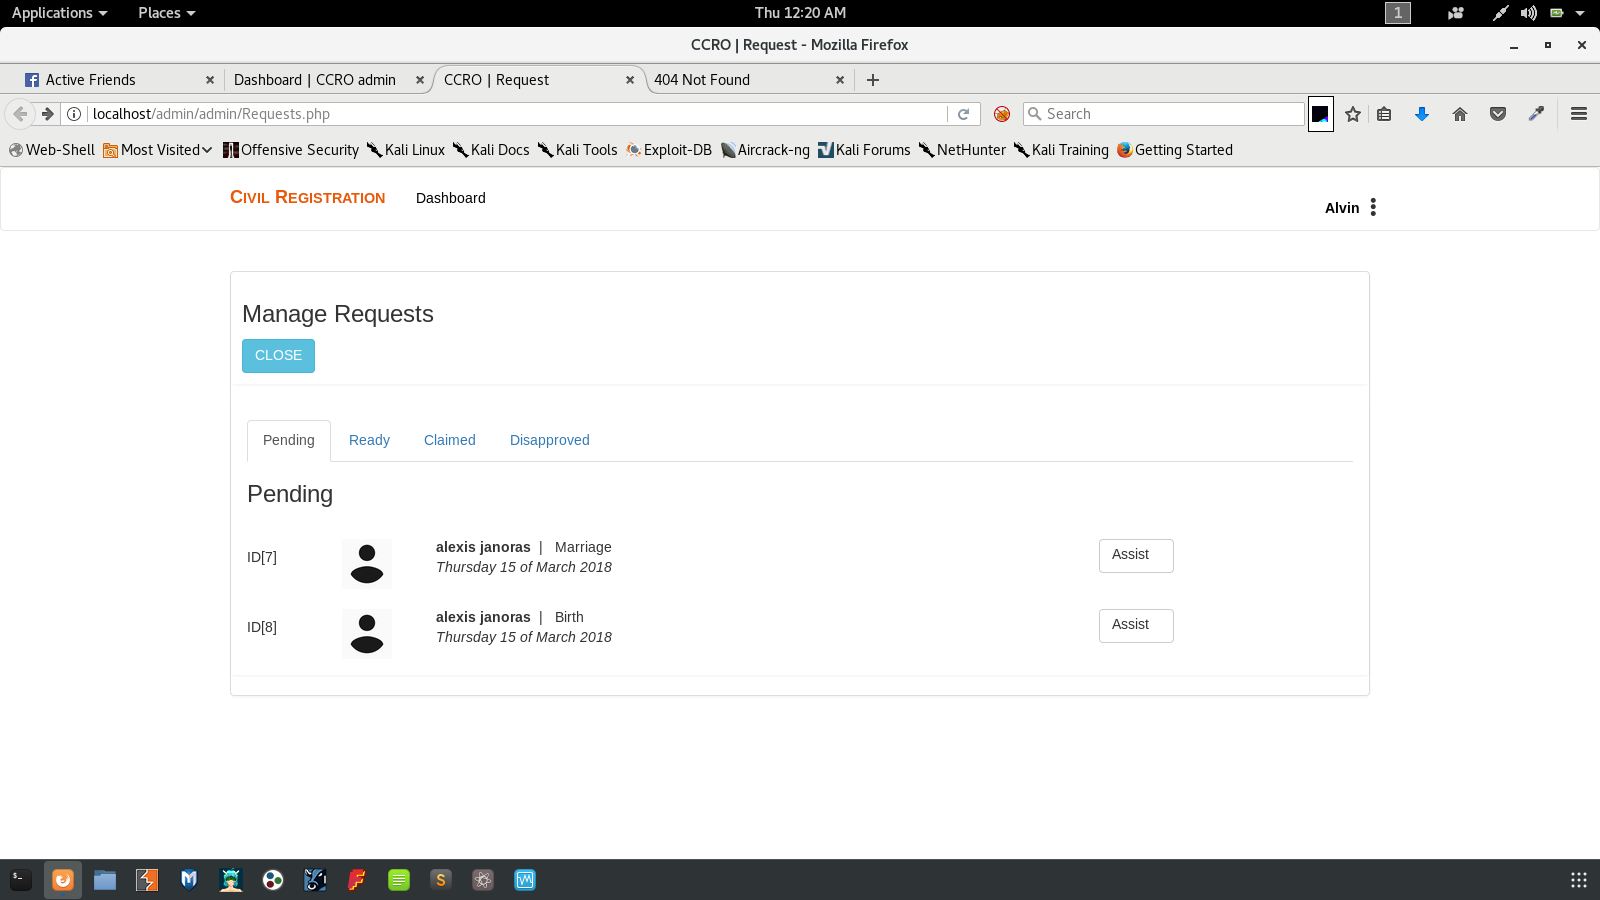 Applications Places Thu 12:20 AM 1
CCRO | Request - Mozilla Firefox
Active Friends Dashboard | CCRO admin CCRO | Request 404 Not Found
localhost/admin/admin/Requests.php Search
Web-Shell Most Visited Offensive Security Kali Linux Kali Docs Kali Tools Exploit-DB Aircrack-ng Kali Forums NetHunter Kali Training Getting Started
CIVIL REGISTRATION Dashboard Alvin
Manage Requests
CLOSE
Pending Ready Claimed Disapproved
Pending
ID[7] alexis janoras | Marriage Assist
Thursday 15 of March 2018
ID[8] alexis janoras | Birth Assist
Thursday 15 of March 2018